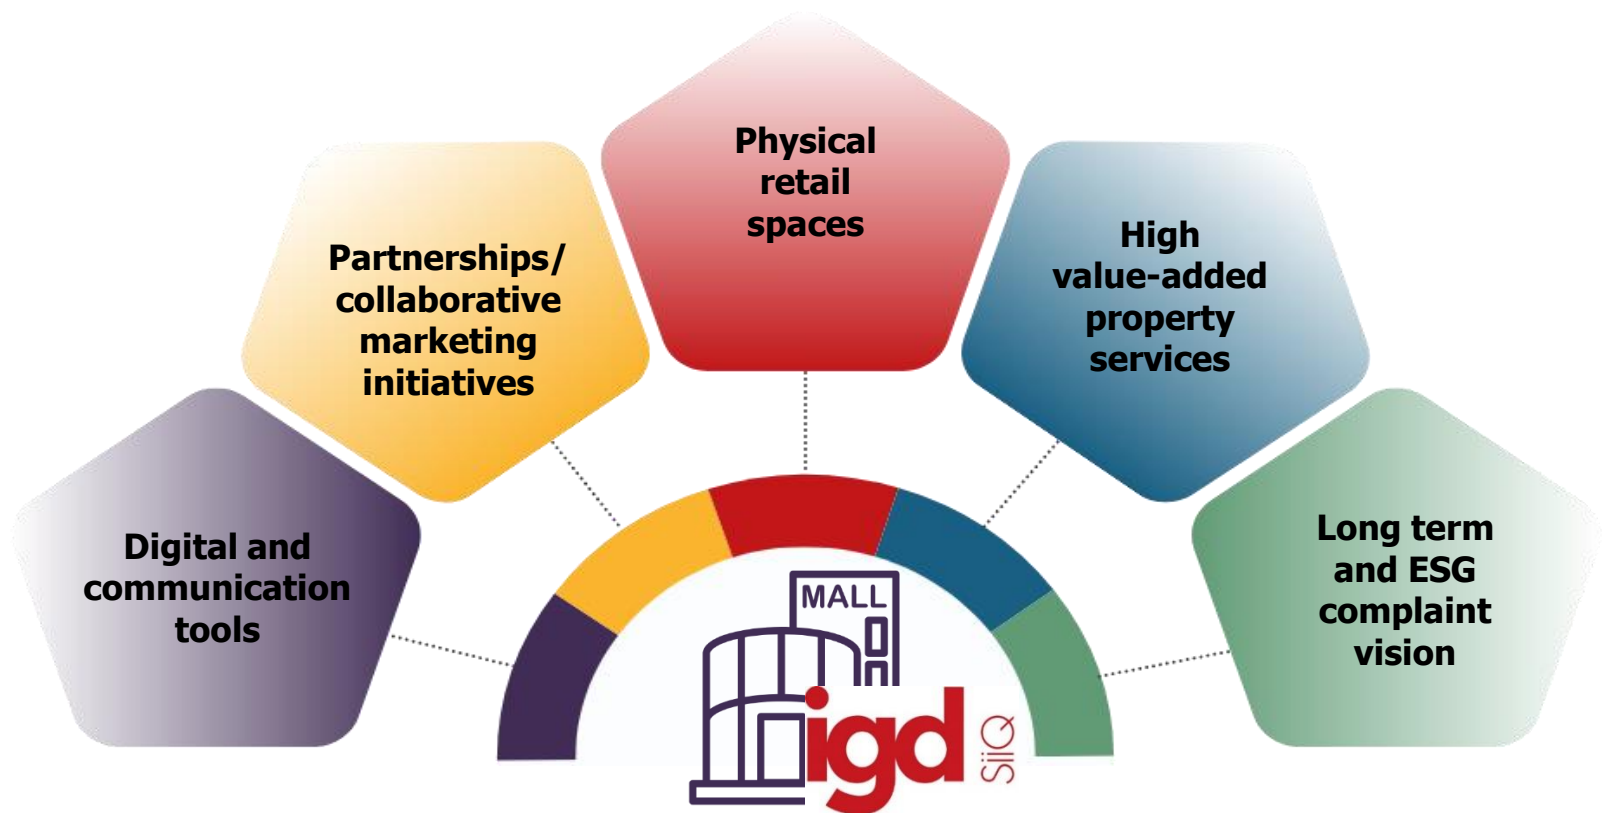 Physical
retail
spaces
Partnerships/
collaborative
marketing
initiatives
High
value-added
property
services
Digital and
communication
tools
Long term
and ESG
complaint
vision
MALL
igd
SiiQ